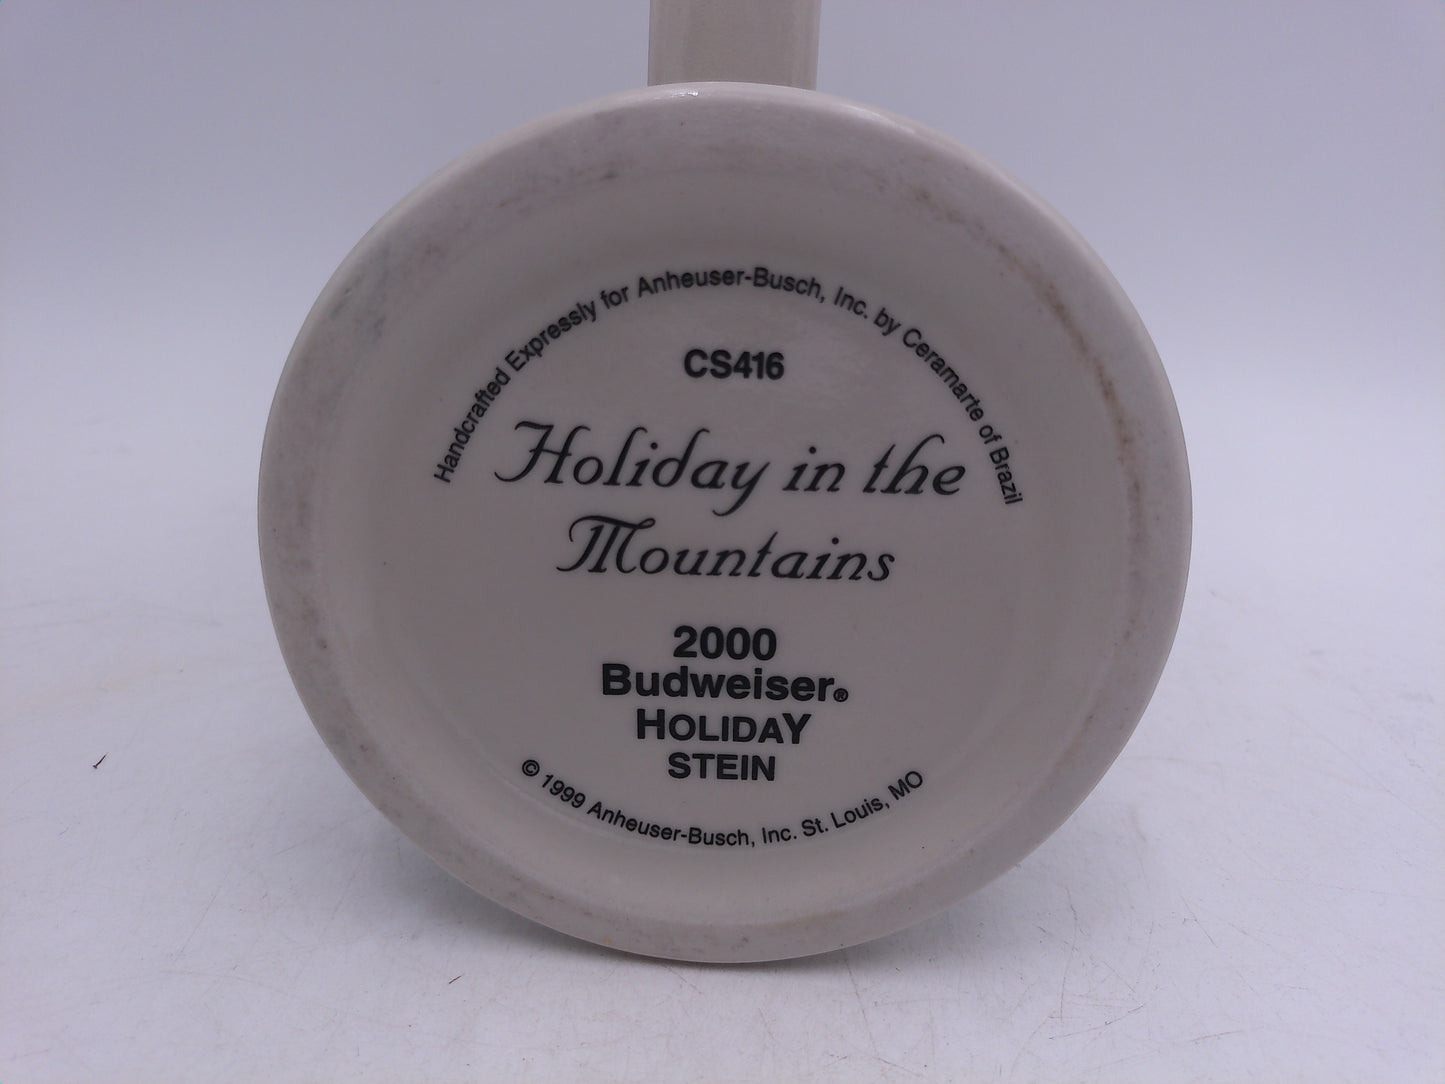 Handcrafted Expressly for Anheuser-Busch, Inc. by Ceramarte of Brazil
CS416
Holiday in the
Mountains
2000
Budweiser®
HOLIDAY
STEIN
© 1999 Anheuser-Busch, Inc. St. Louis, MO